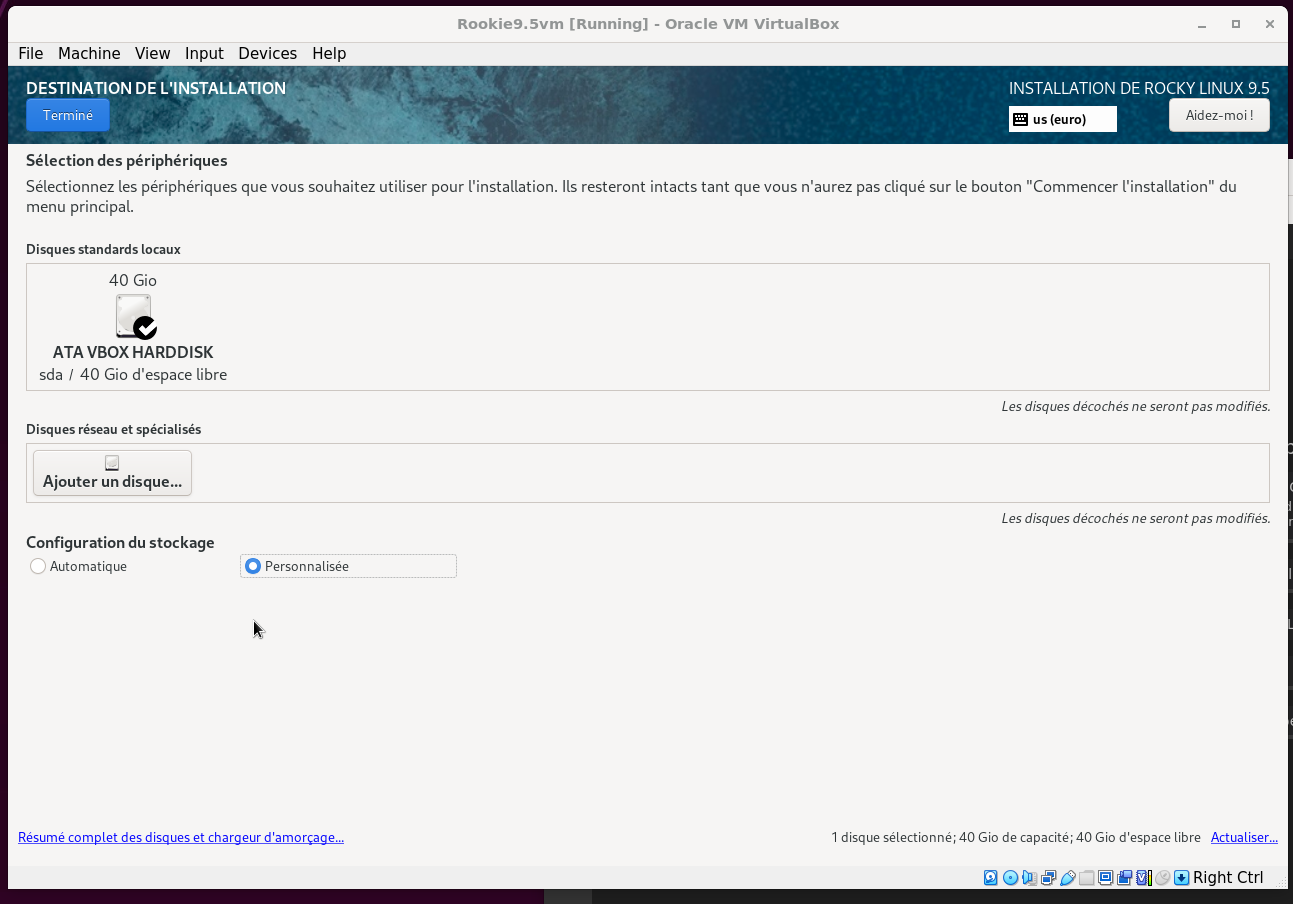 Rookie9.5vm [Running] - Oracle VM VirtualBox
File Machine View Input Devices Help
DESTINATION DE L'INSTALLATION
INSTALLATION DE ROCKY LINUX 9.5
Terminé
us (euro)
Aidez-moi !
Sélection des périphériques
Sélectionnez les périphériques que vous souhaitez utiliser pour l'installation. Ils resteront intacts tant que vous n'aurez pas cliqué sur le bouton "Commencer l'installation" du
menu principal.
Disques standards locaux
40 Gio
ATA VBOX HARDDISK
sda / 40 Gio d'espace libre
Les disques décochés ne seront pas modifiés.
Disques réseau et spécialisés
Ajouter un disque...
Les disques décochés ne seront pas modifiés.
Configuration du stockage
Automatique
Personnalisée
Résumé complet des disques et chargeur d'amorçage...
1 disque sélectionné; 40 Gio de capacité; 40 Gio d'espace libre
Actualiser...
Right Ctrl